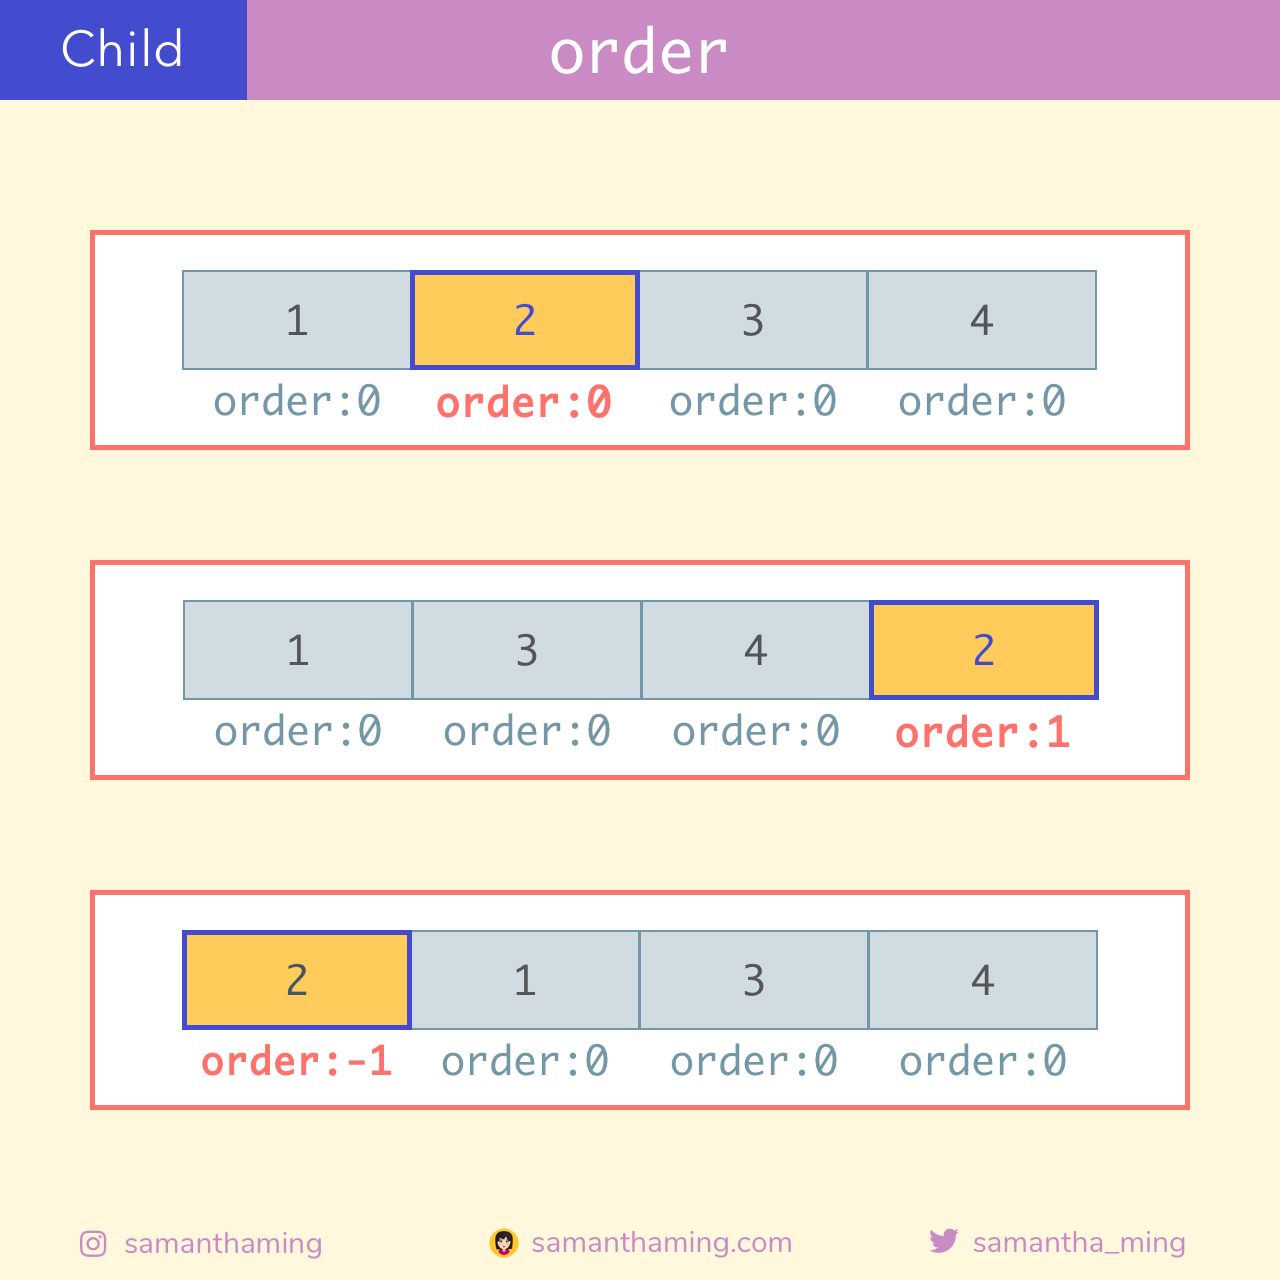 Child
order
1 2 3 4
order:0 order:0 order:0 order:0
1 3 4 2
order:0 order:0 order:0 order:1
2 1 3 4
order:-1 order:0 order:0 order:0
samanthaming samanthaming.com samantha_ming